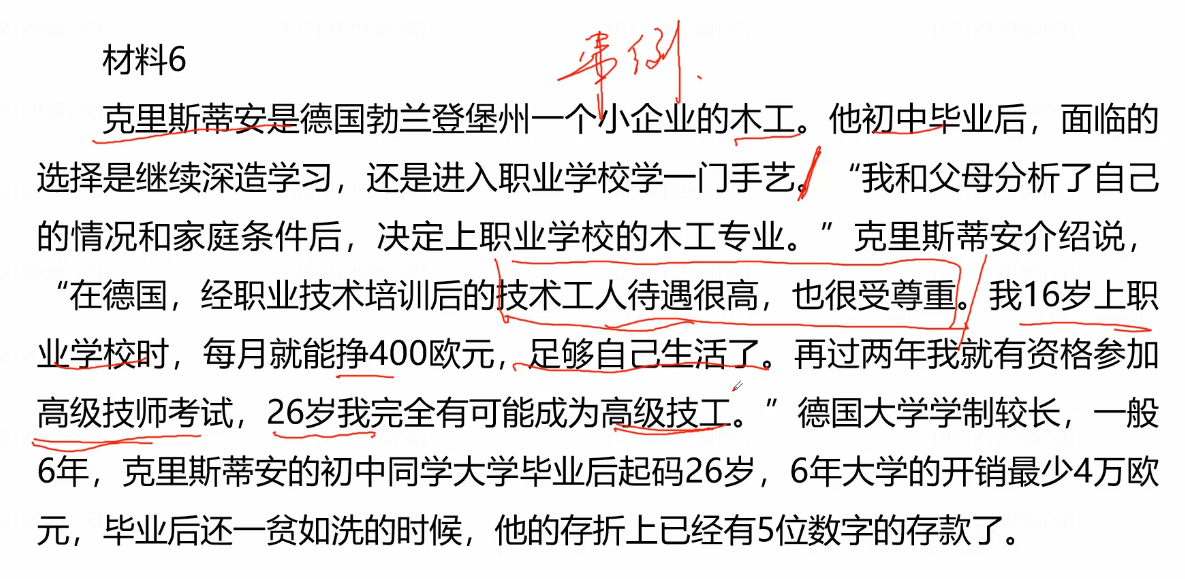 材料6
案例.
克里斯蒂安是德国勃兰登堡州一个小企业的木工。他初中毕业后，面临的
选择是继续深造学习，还是进入职业学校学一门手艺。“我和父母分析了自己
的情况和家庭条件后，决定上职业学校的木工专业。”克里斯蒂安介绍说，
“在德国，经职业技术培训后的技术工人待遇很高，也很受尊重。我16岁上职
业学校时，每月就能挣400欧元，足够自己生活了。再过两年我就有资格参加
高级技师考试，26岁我完全有可能成为高级技工。”德国大学学制较长，一般
6年，克里斯蒂安的初中同学大学毕业后起码26岁，6年大学的开销最少4万欧
元，毕业后还一贫如洗的时候，他的存折上已经有5位数字的存款了。